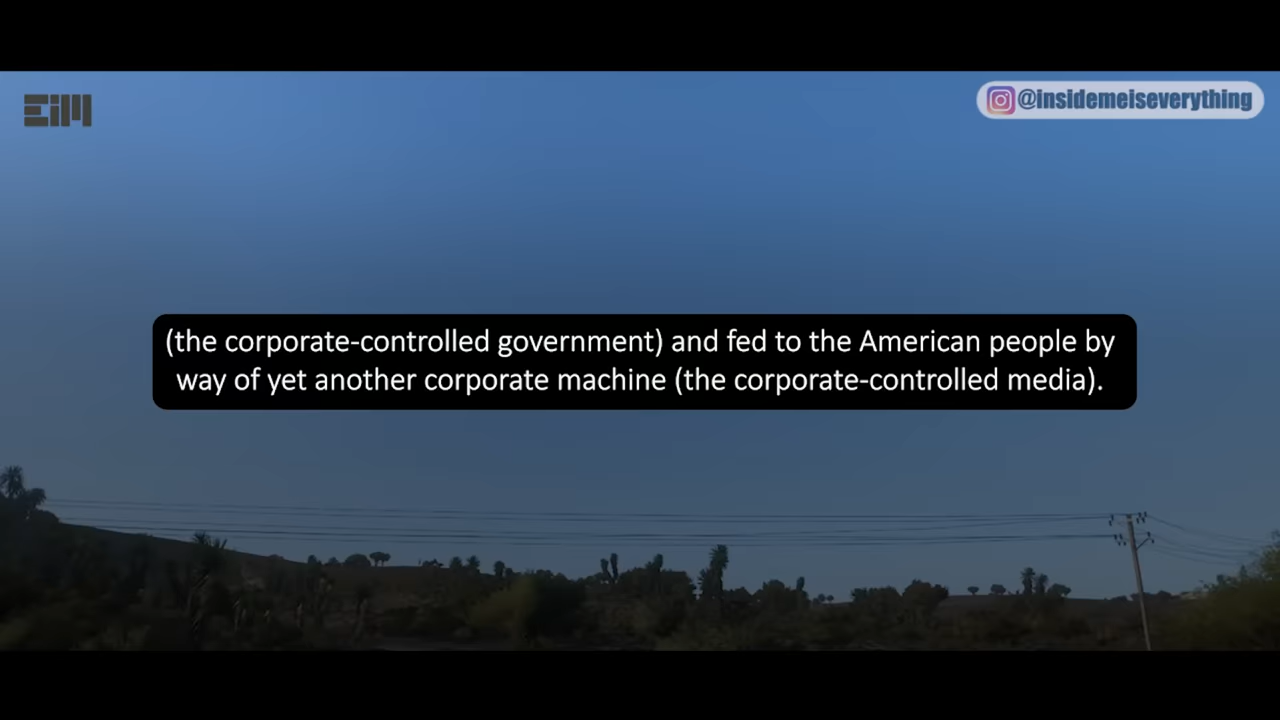 EiM
@insidemeiseverything
(the corporate-controlled government) and fed to the American people by
way of yet another corporate machine (the corporate-controlled media).